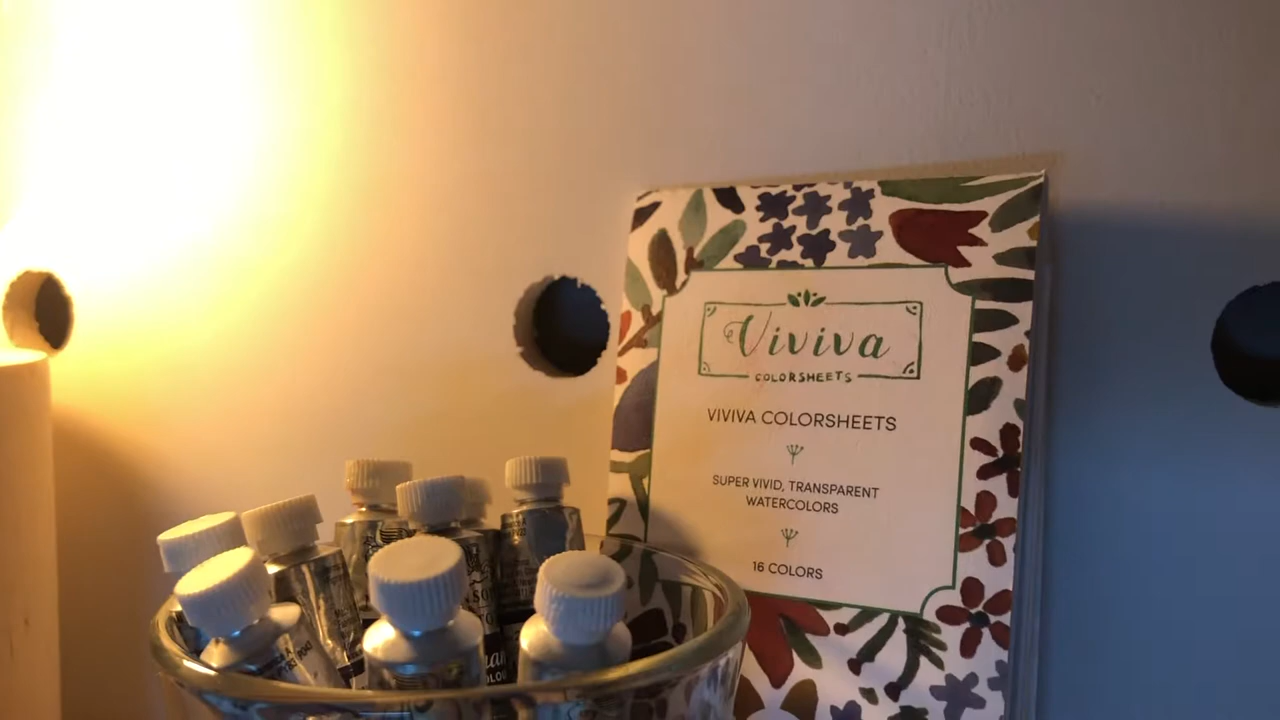 Viviva
COLORSHEETS
VIVIVA COLORSHEETS
SUPER VIVID, TRANSPARENT
WATERCOLORS
16 COLORS